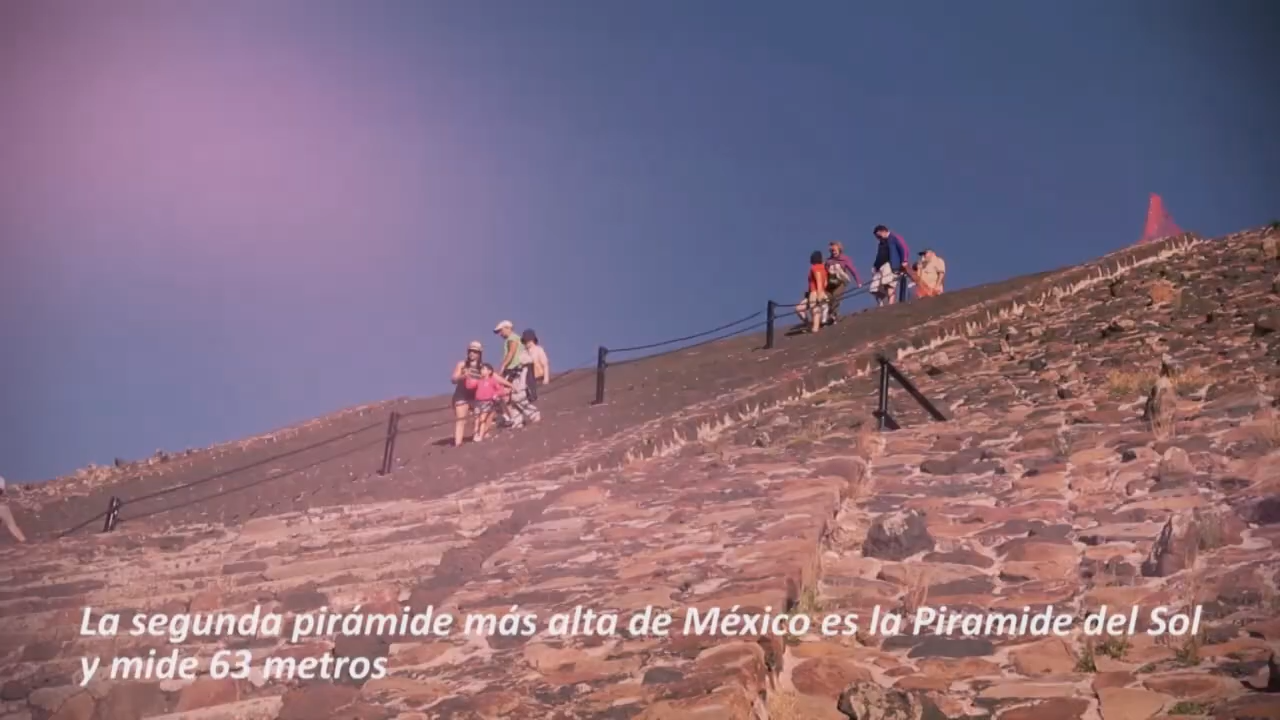 La segunda pirámide más alta de México es la Piramide del Sol
y mide 63 metros